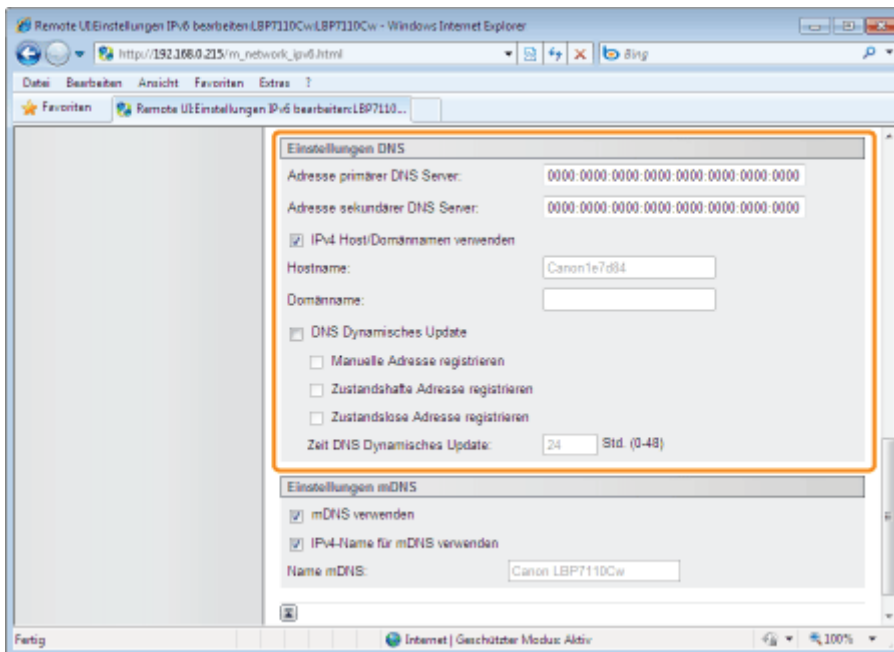 Remote UI:Einstellungen IPv6 bearbeiten:LBP7110Cw:LBP7110Cw - Windows Internet Explorer
http://192.168.0.215/m_network_ipv6.html
Bing
Datei Bearbeiten Ansicht Favoriten Extras ?
Favoriten
Remote UI:Einstellungen IPv6 bearbeiten:LBP7110...
Einstellungen DNS
Adresse primärer DNS Server: 0000:0000:0000:0000:0000:0000:0000:0000
Adresse sekundärer DNS Server: 0000:0000:0000:0000:0000:0000:0000:0000
IPv4 Host/Domännamen verwenden
Hostname: Canon1e7d84
Domänname:
DNS Dynamisches Update
Manuelle Adresse registrieren
Zustandshafte Adresse registrieren
Zustandslose Adresse registrieren
Zeit DNS Dynamisches Update: 24 Std. (0-48)
Einstellungen mDNS
mDNS verwenden
IPv4-Name für mDNS verwenden
Name mDNS: Canon LBP7110Cw
Fertig
Internet | Geschützter Modus: Aktiv
100%